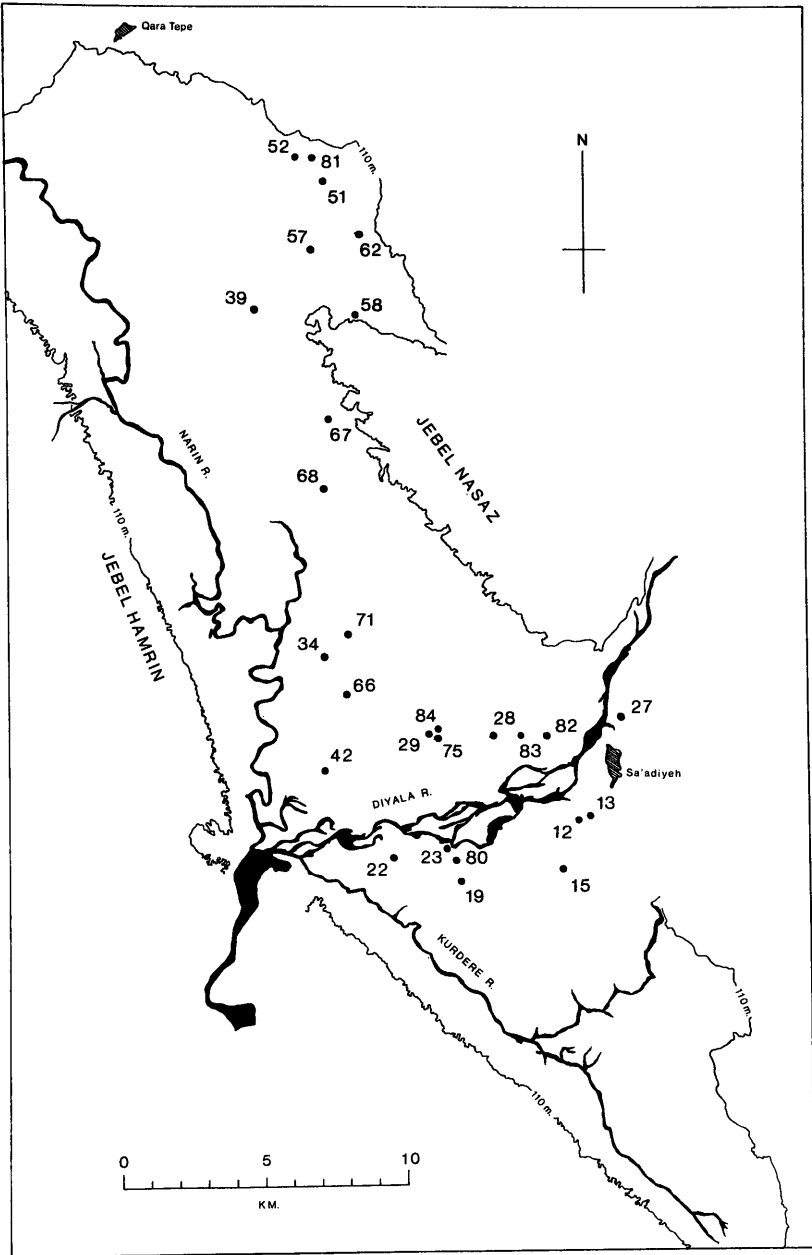 Qara Tepe
N
52
81
110 m.
51
57
62
39
58
67
JEBEL NASAZ
NARIN R.
68
110 m.
JEBEL HAMRIN
71
34
66
84
28
82
27
29
75
83
42
Sa'adiyeh
DIYALA R.
13
12
23
80
22
15
19
KURDERE R.
110 m.
110 m.
0 5 10
KM.